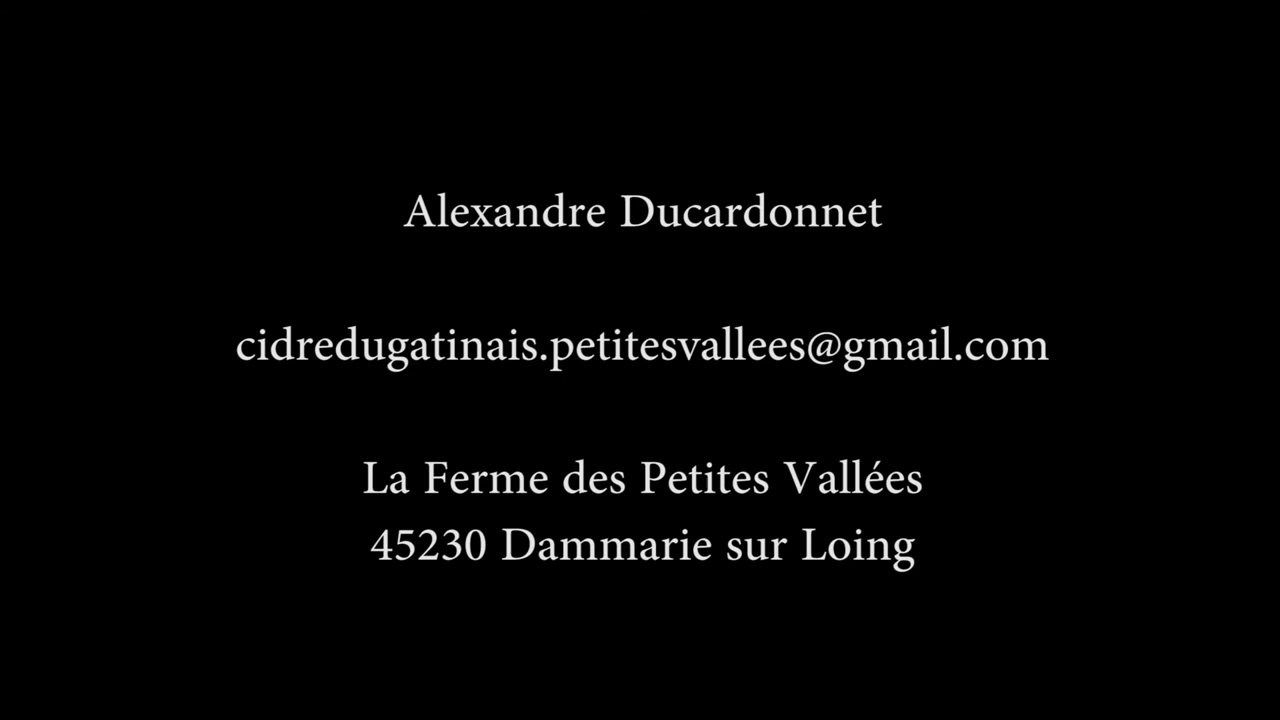 Alexandre Ducardonnet
cidredugatinais.petitesvallees@gmail.com
La Ferme des Petites Vallées
45230 Dammarie sur Loing